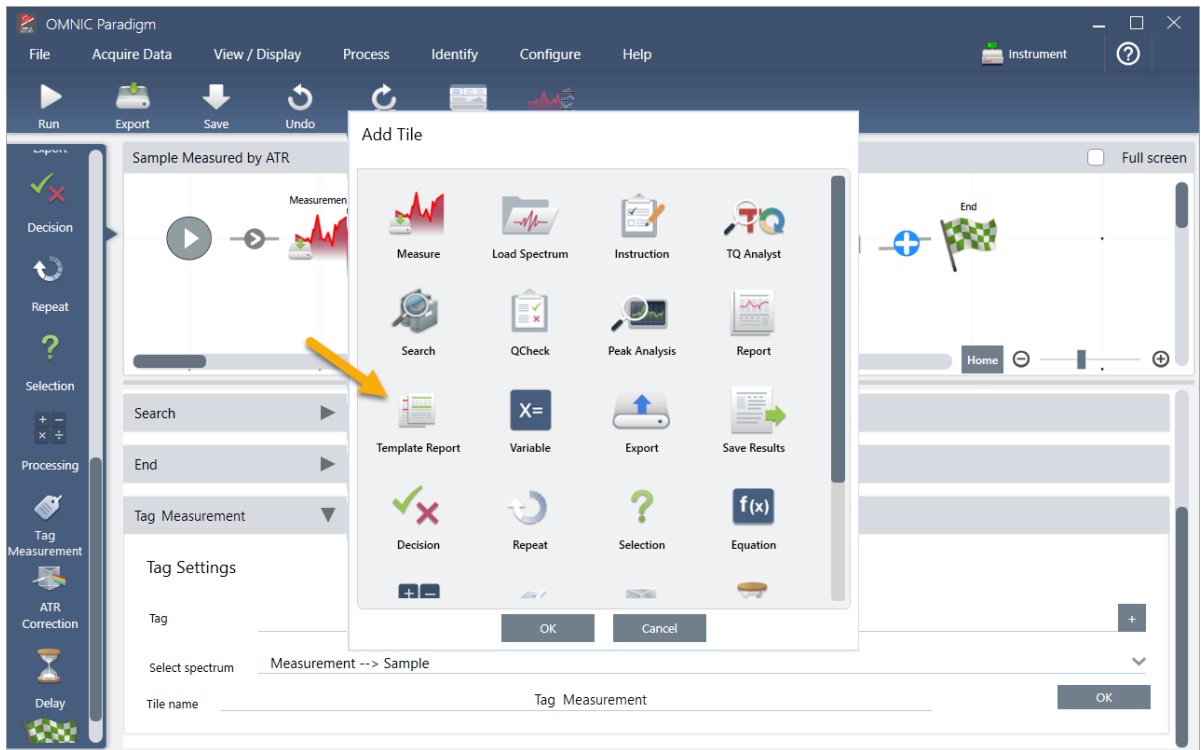 OMNIC Paradigm
File
Acquire Data
View / Display
Process
Identify
Configure
Help
Instrument
Run
Export
Save
Undo
Add Tile
Export
Decision
Repeat
Selection
Processing
Tag
Measurement
ATR
Correction
Delay
Sample Measured by ATR
Full screen
Measuremen
End
Home
Measure
Load Spectrum
Instruction
TQ Analyst
Search
QCheck
Peak Analysis
Report
X=
Template Report
Variable
Export
Save Results
f(x)
Decision
Repeat
Selection
Equation
OK
Cancel
Search
End
Tag Measurement
Tag Settings
Tag
+
Select spectrum
Measurement --> Sample
Tile name
Tag Measurement
OK